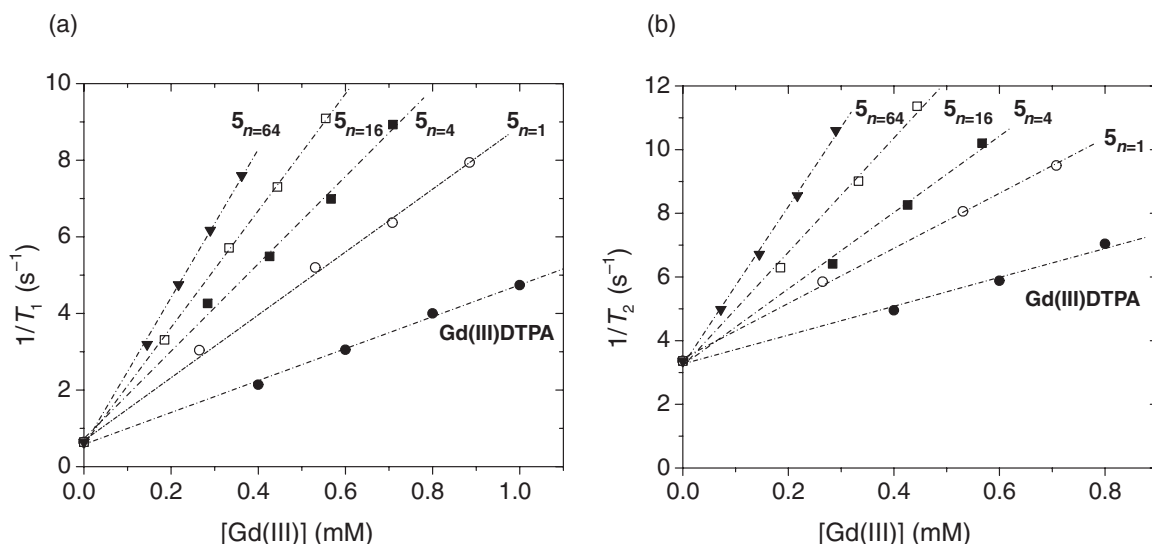 (a)
10
8
6
4
2
0
1/T₁ (s⁻¹)
5ₙ₌₆₄
5ₙ₌₁₆
5ₙ₌₄
5ₙ₌₁
Gd(III)DTPA
0.0 0.2 0.4 0.6 0.8 1.0
[Gd(III)] (mM)
(b)
12
10
8
6
4
2
0
1/T₂ (s⁻¹)
5ₙ₌₆₄
5ₙ₌₁₆
5ₙ₌₄
5ₙ₌₁
Gd(III)DTPA
0.0 0.2 0.4 0.6 0.8
[Gd(III)] (mM)